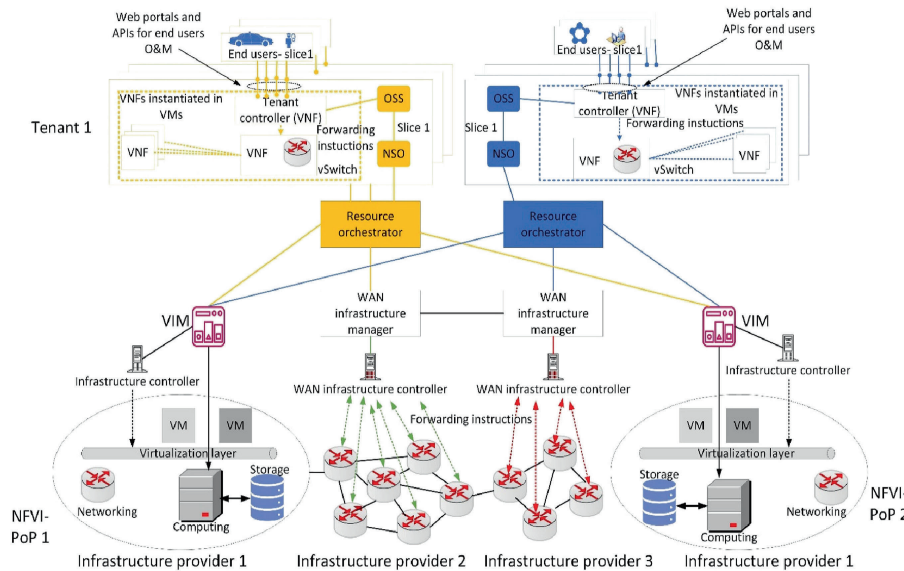 Web portals and
APIs for end users
O&M
End users- slice1
Tenant 1
VNFs instantiated in
VMs
Tenant
controller (VNF)
OSS
Forwarding
instuctions
Slice 1
VNF
VNF
NSO
vSwitch
End users- slice1
Web portals and
APIs for end users
O&M
OSS
Tenant
controller (VNF)
VNFs instantiated in
VMs
Slice 1
Forwarding instuctions
NSO
VNF
VNF
vSwitch
Resource
orchestrator
Resource
orchestrator
VIM
WAN
infrastructure
manager
WAN
infrastructure
manager
VIM
Infrastructure controller
WAN infrastructure controller
WAN infrastructure controller
Infrastructure controller
Forwarding instructions
VM
VM
VM
VM
Virtualization layer
Virtualization layer
Storage
Storage
Networking
Computing
Computing
Networking
NFVI-
PoP 1
NFVI-
PoP 2
Infrastructure provider 1
Infrastructure provider 2
Infrastructure provider 3
Infrastructure provider 1